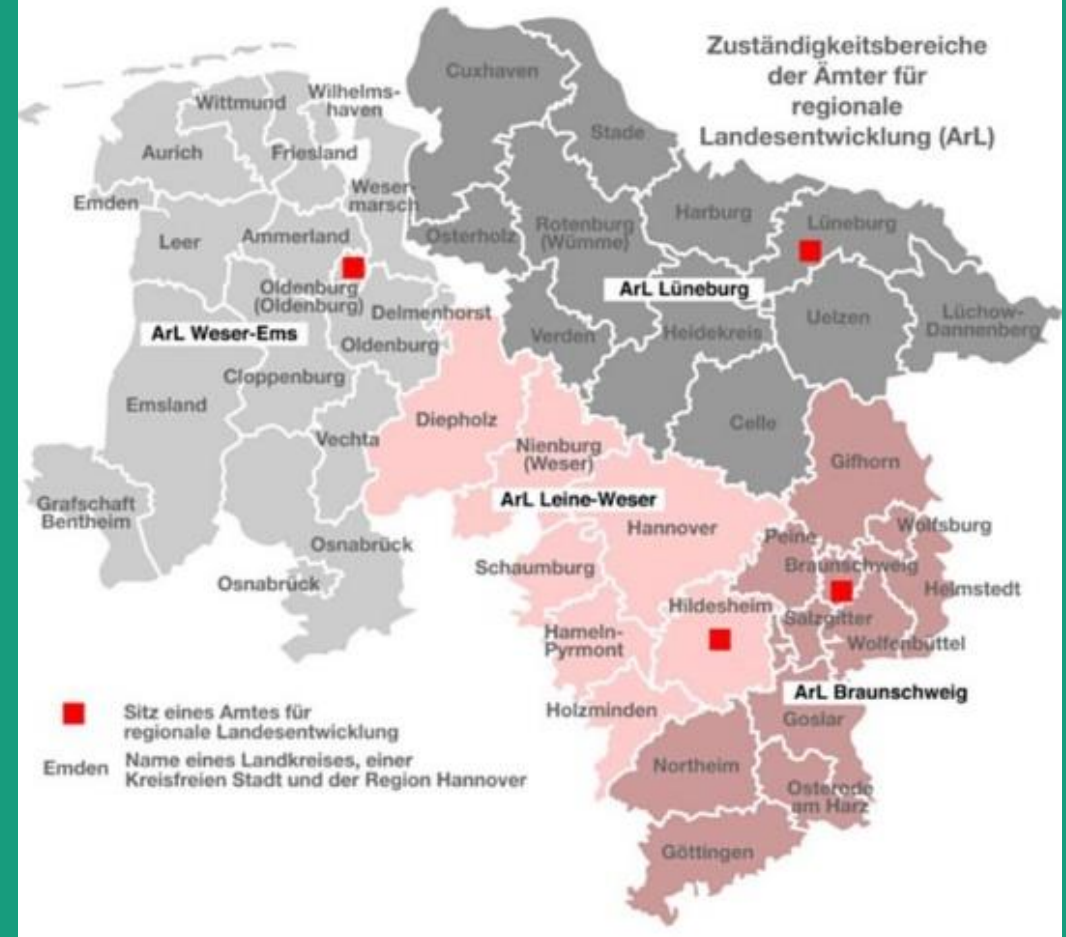 Zuständigkeitsbereiche
der Ämter für
regionale
Landesentwicklung (ArL)
Cuxhaven
Wittmund
Wilhelms-
haven
Stade
Aurich
Friesland
Weser-
marsch
Emden
Leer
Ammerland
Osterholz
Rotenburg
(Wümme)
Harburg
Lüneburg
Oldenburg
(Oldenburg)
Delmenhorst
ArL Lüneburg
ArL Weser-Ems
Oldenburg
Verden
Heidekreis
Uelzen
Lüchow-
Dannenberg
Cloppenburg
Emsland
Vechta
Diepholz
Nienburg
(Weser)
Celle
Gifhorn
Grafschaft
Bentheim
ArL Leine-Weser
Hannover
Peine
Wolfsburg
Osnabrück
Osnabrück
Schaumburg
Braunschweig
Helmstedt
Hildesheim
Salzgitter
Wolfenbüttel
Hameln-
Pyrmont
Holzminden
ArL Braunschweig
Goslar
Northeim
Osterode
am Harz
Göttingen
Sitz eines Amtes für
regionale Landesentwicklung
Emden
Name eines Landkreises, einer
Kreisfreien Stadt und der Region Hannover